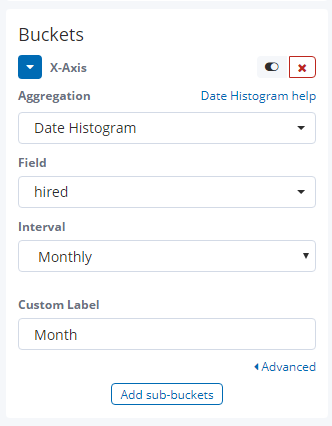 Buckets
X-Axis
Aggregation Date Histogram help
Date Histogram
Field
hired
Interval
Monthly
Custom Label
Month
Advanced
Add sub-buckets